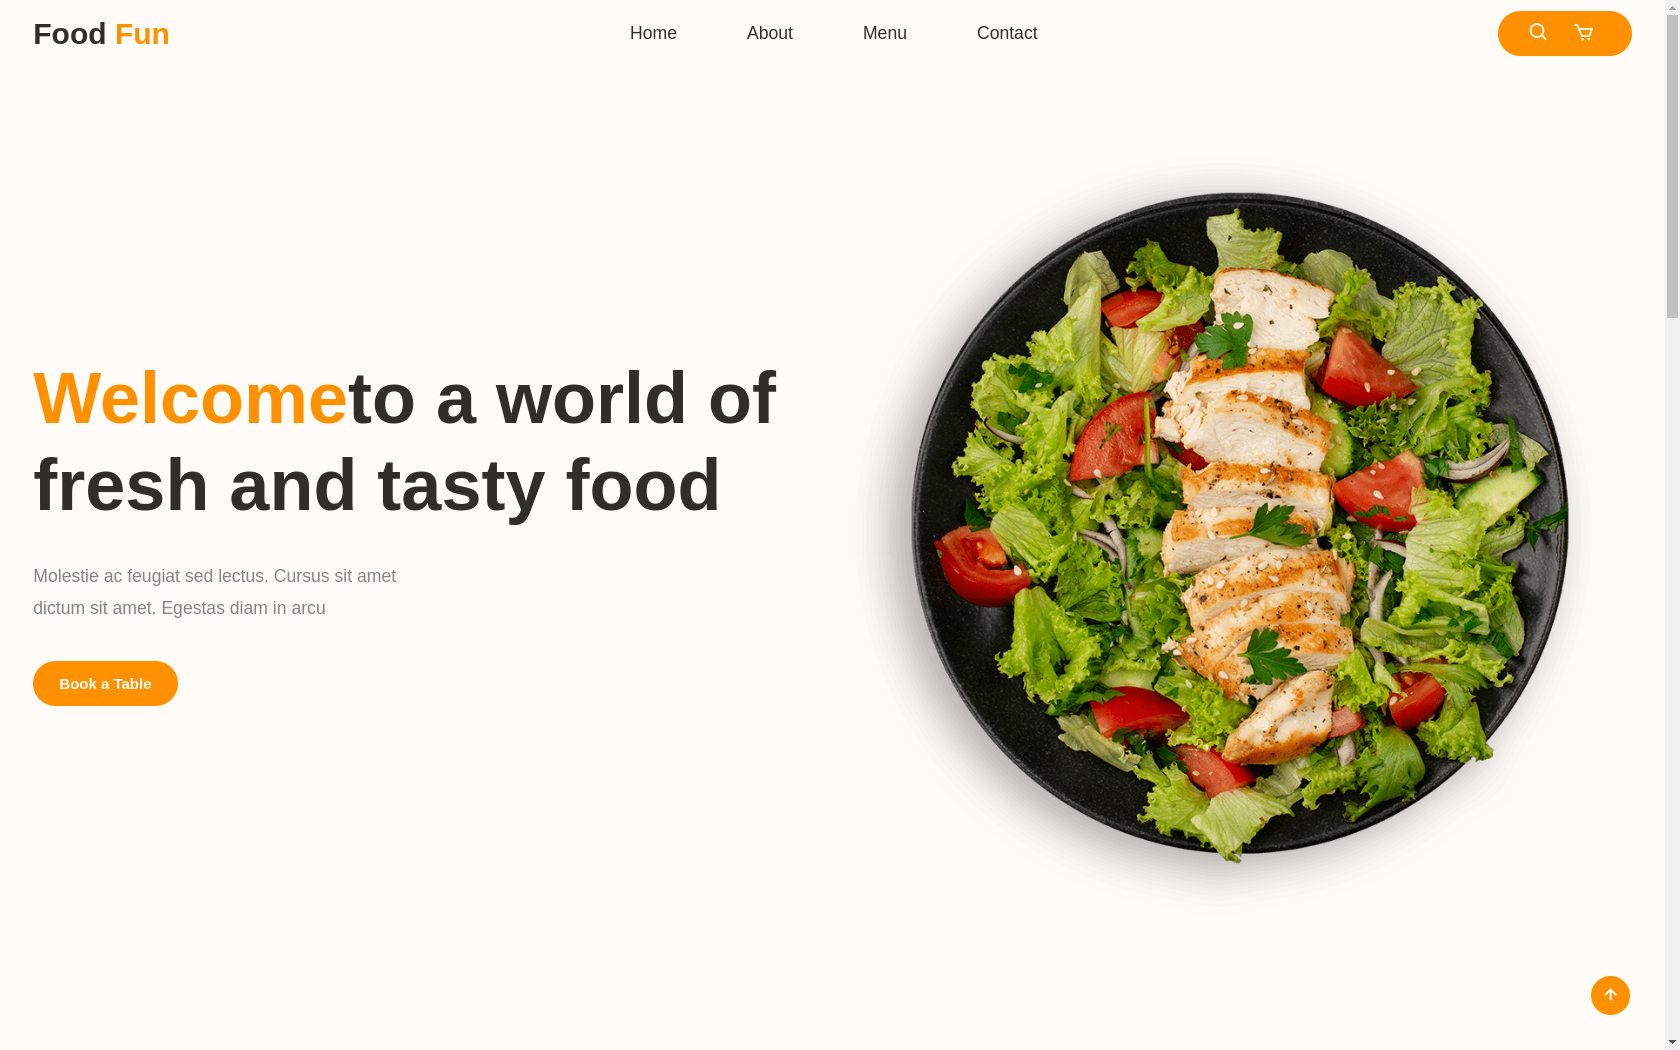 Food Fun
Home
About
Menu
Contact
Welcometo a world of
fresh and tasty food
Molestie ac feugiat sed lectus. Cursus sit amet
dictum sit amet. Egestas diam in arcu
Book a Table